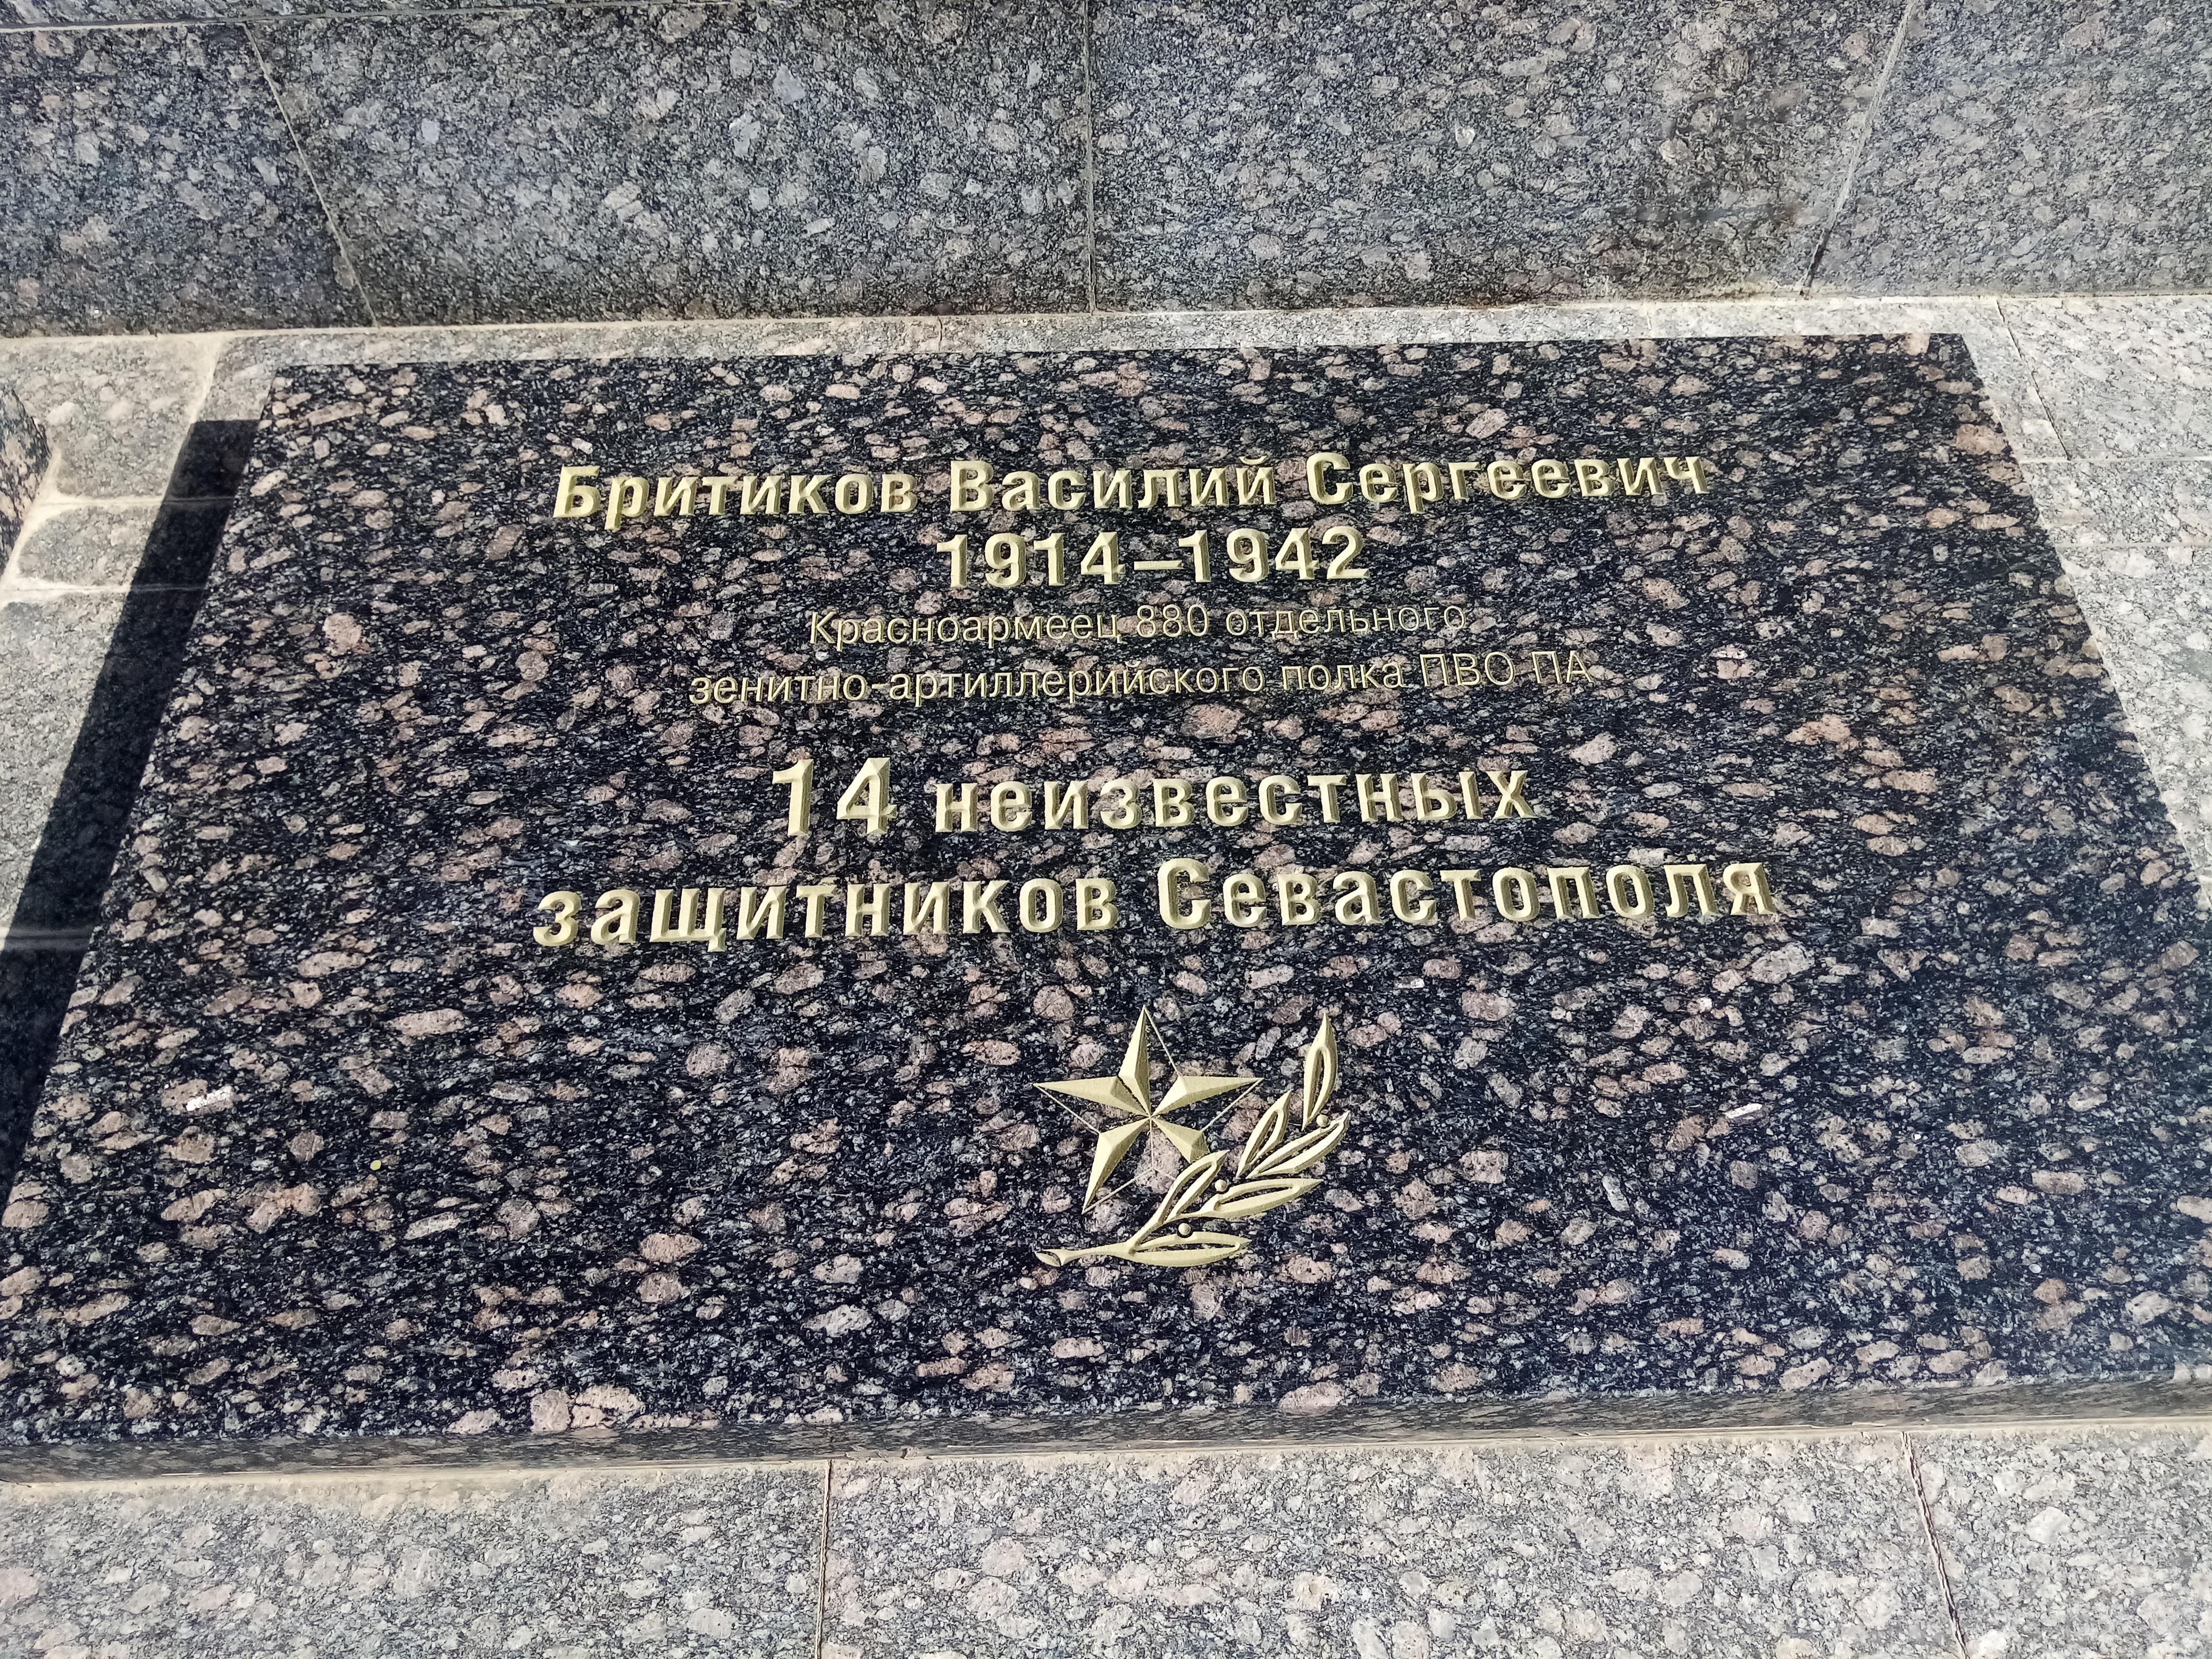 Бритиков Василий Сергеевич
1914–1942
Красноармеец 880 отдельного
зенитно-артиллерийского полка ПВО ПА
14 неизвестных
защитников Севастополя